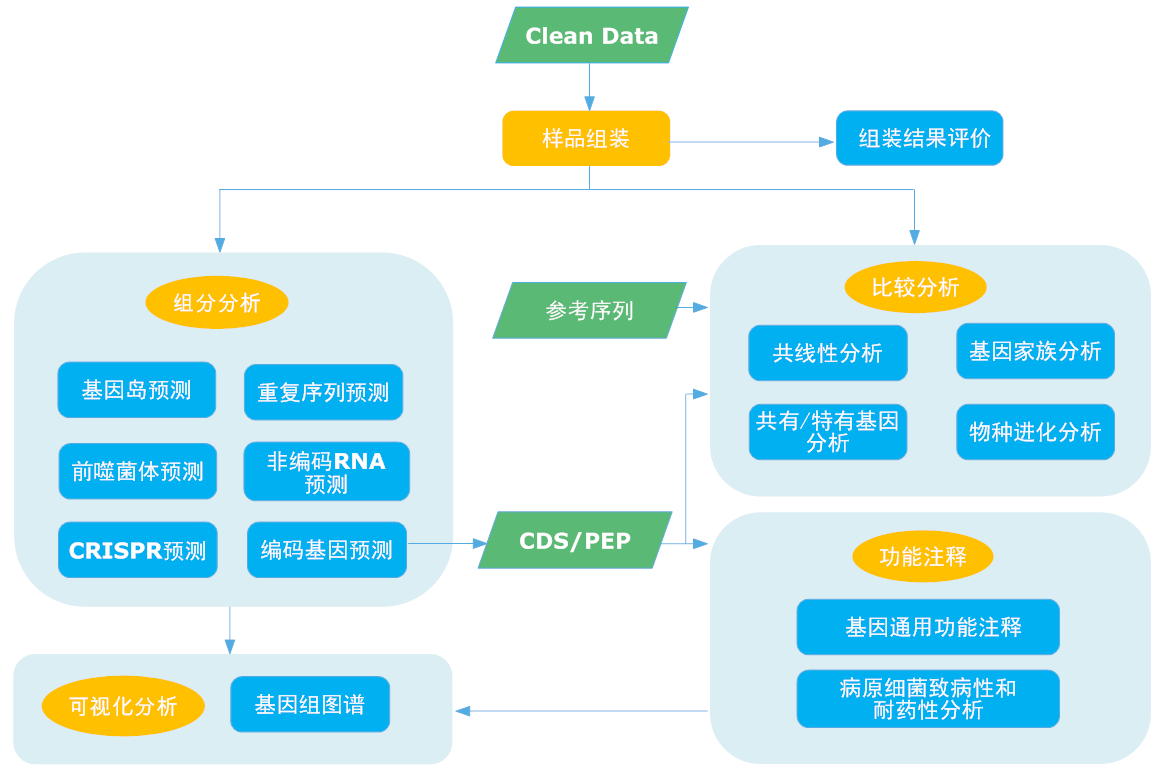 Clean Data
样品组装
组装结果评价
组分分析
基因岛预测
重复序列预测
前噬菌体预测
非编码RNA
预测
CRISPR预测
编码基因预测
参考序列
比较分析
共线性分析
基因家族分析
共有/特有基因
分析
物种进化分析
CDS/PEP
功能注释
基因通用功能注释
病原细菌致病性和
耐药性分析
可视化分析
基因组图谱